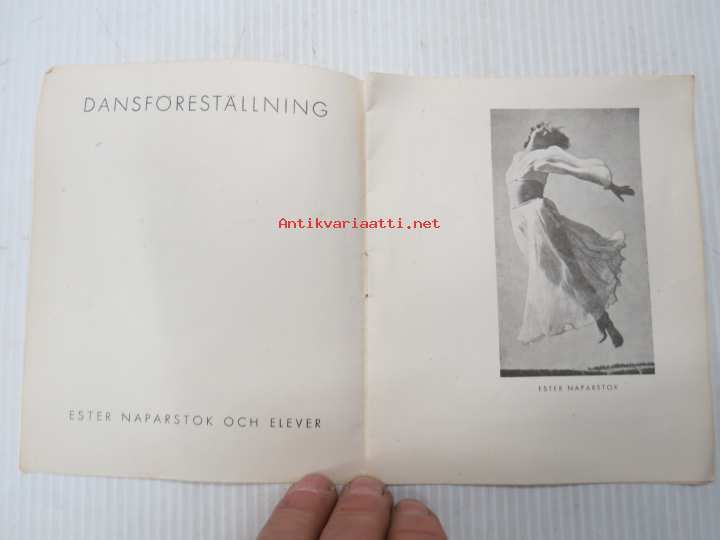 DANSFÖRESTÄLLNING
Antikvariaatti.net
ESTER NAPARSTOK
ESTER NAPARSTOK OCH ELEVER